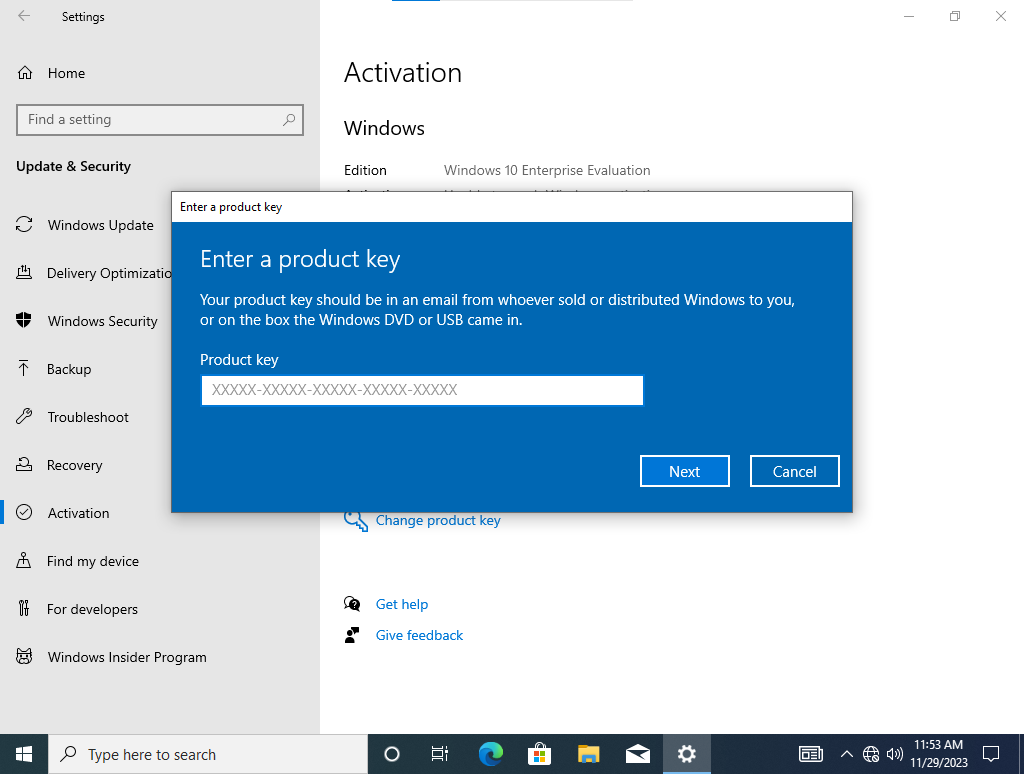 Settings
Home
Find a setting
Update & Security
Windows Update
Delivery Optimizatio
Windows Security
Backup
Troubleshoot
Recovery
Activation
Find my device
For developers
Windows Insider Program
Activation
Windows
Edition Windows 10 Enterprise Evaluation
Enter a product key
Enter a product key
Your product key should be in an email from whoever sold or distributed Windows to you,
or on the box the Windows DVD or USB came in.
Product key
XXXXX-XXXXX-XXXXX-XXXXX-XXXXX
Next Cancel
Change product key
Get help
Give feedback
Type here to search
11:53 AM
11/29/2023